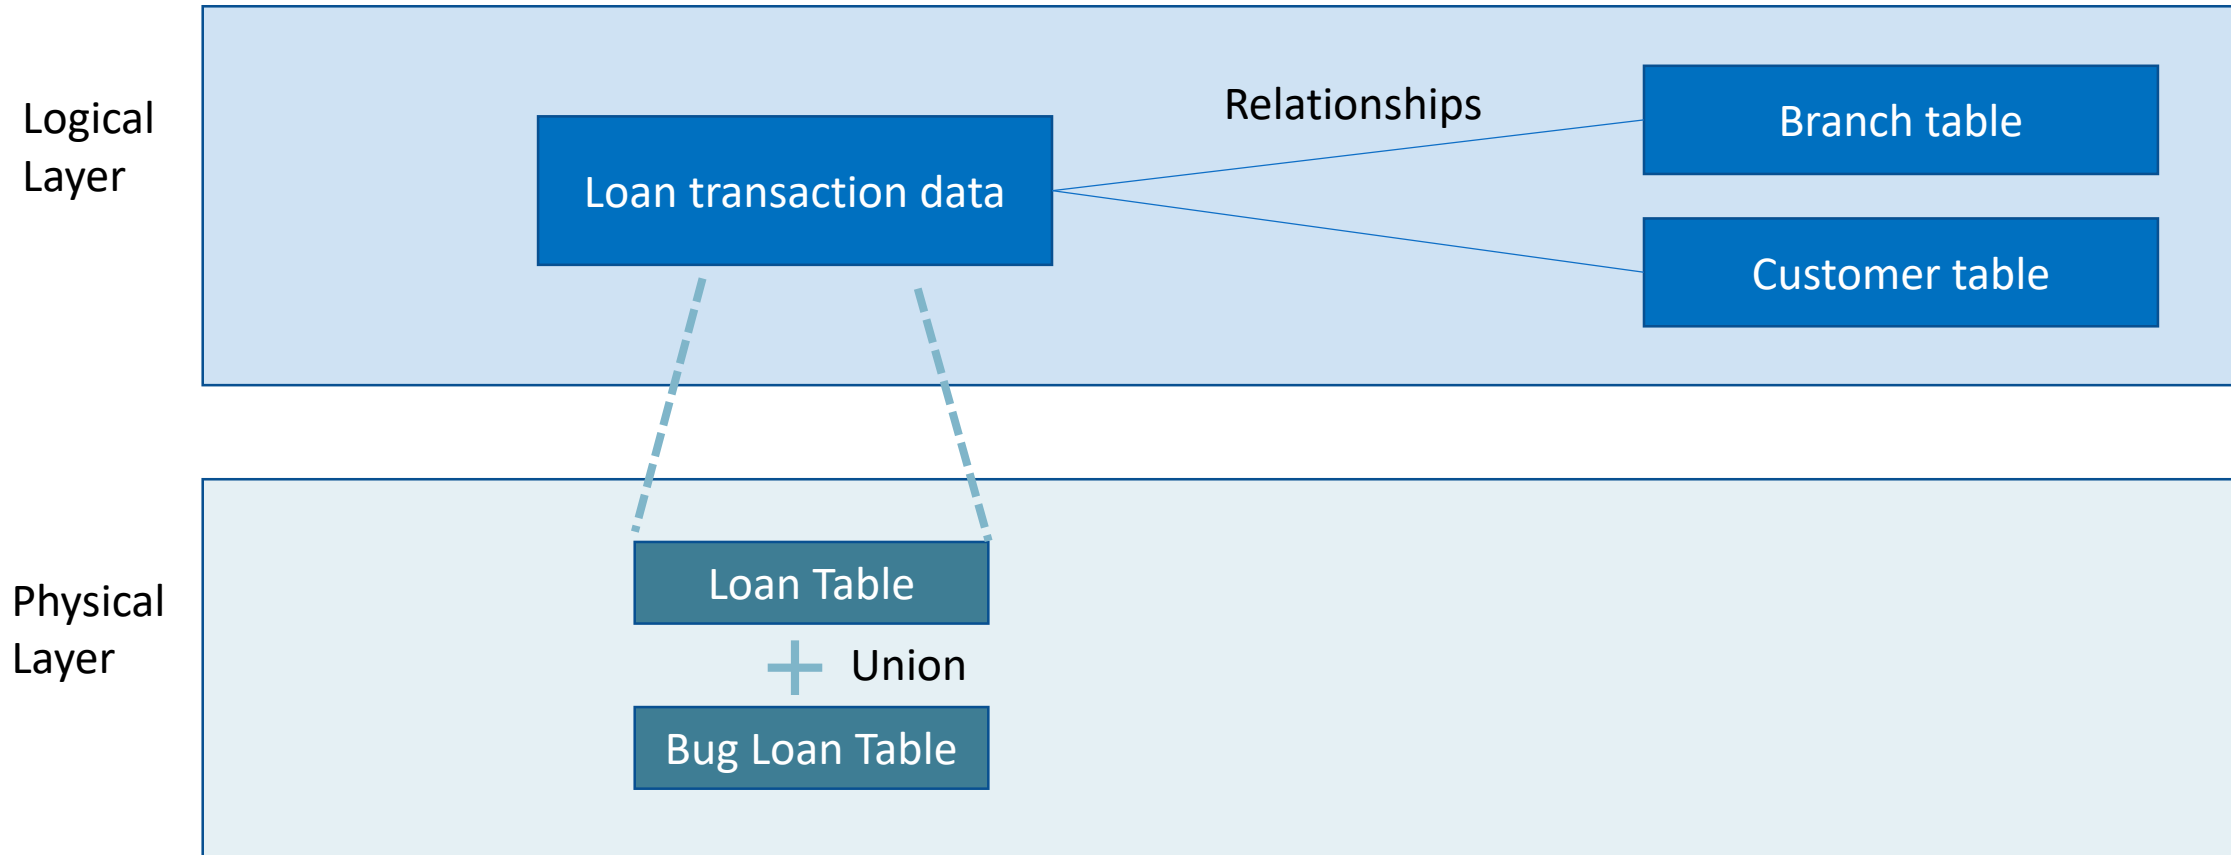 Logical
Layer
Relationships
Branch table
Loan transaction data
Customer table
Physical
Layer
Loan Table
Union
Bug Loan Table